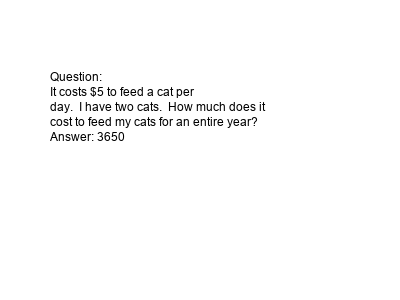 Question:
It costs $5 to feed a cat per
day.  I have two cats.  How much does it
cost to feed my cats for an entire year?
Answer: 3650